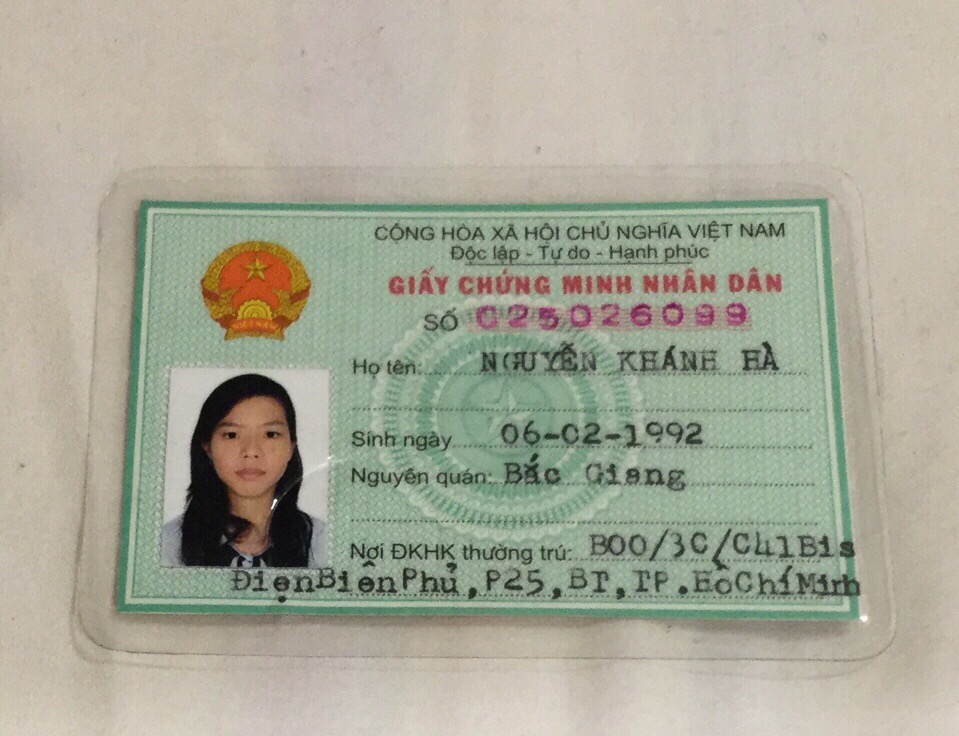 CỘNG HÒA XÃ HỘI CHỦ NGHĨA VIỆT NAM
Độc lập - Tự do - Hạnh phúc
GIẤY CHỨNG MINH NHÂN DÂN
SỐ 025026099
Họ tên: NGUYỄN KHÁNH HÀ
Sinh ngày 06-02-1992
Nguyên quán: Bắc Giang
Nơi ĐKHK thường trú: B00/3C/C41Bis
ĐiệnBiênPhủ,P25,BT,TP.HồChíMinh
VIỆT NAM